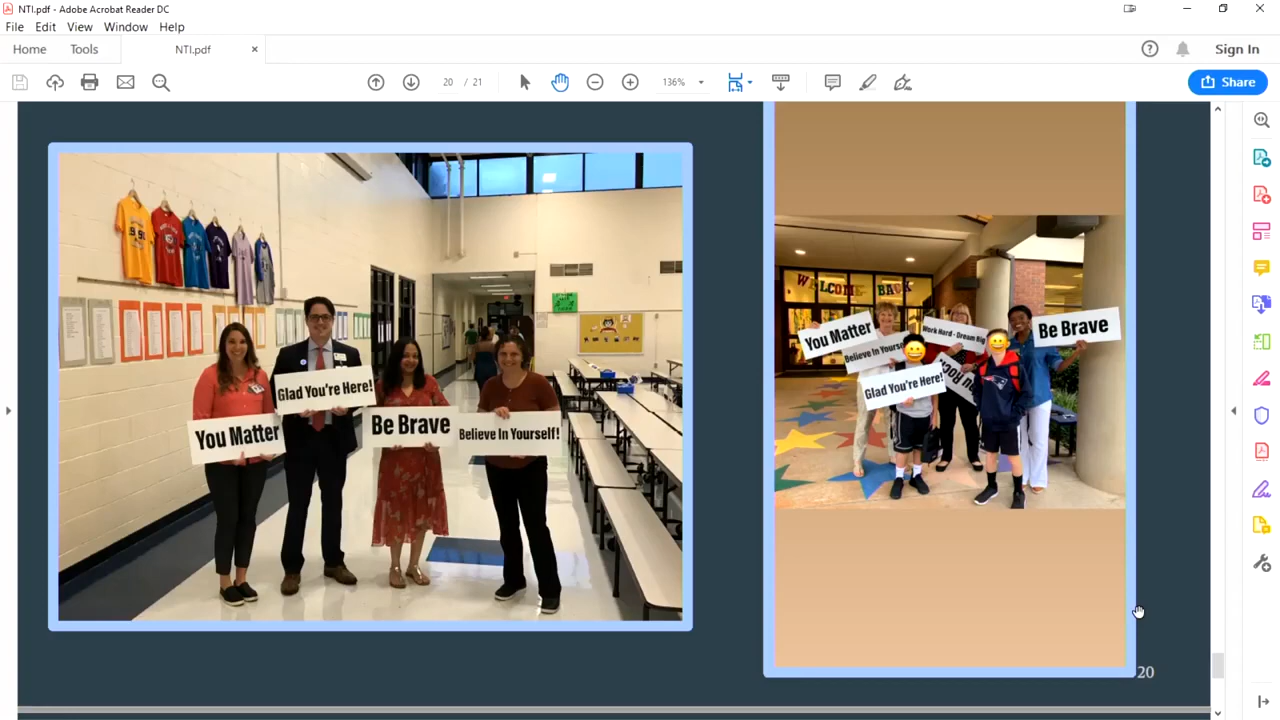 NTI.pdf - Adobe Acrobat Reader DC
File Edit View Window Help
Home Tools NTI.pdf × Sign In
20 / 21 136% Share
You Matter
Glad You're Here!
Be Brave
Believe In Yourself!
WELCOME BACK
You Matter
Believe In
Work Hard - Dream Big
Be Brave
Glad You're Here!
20